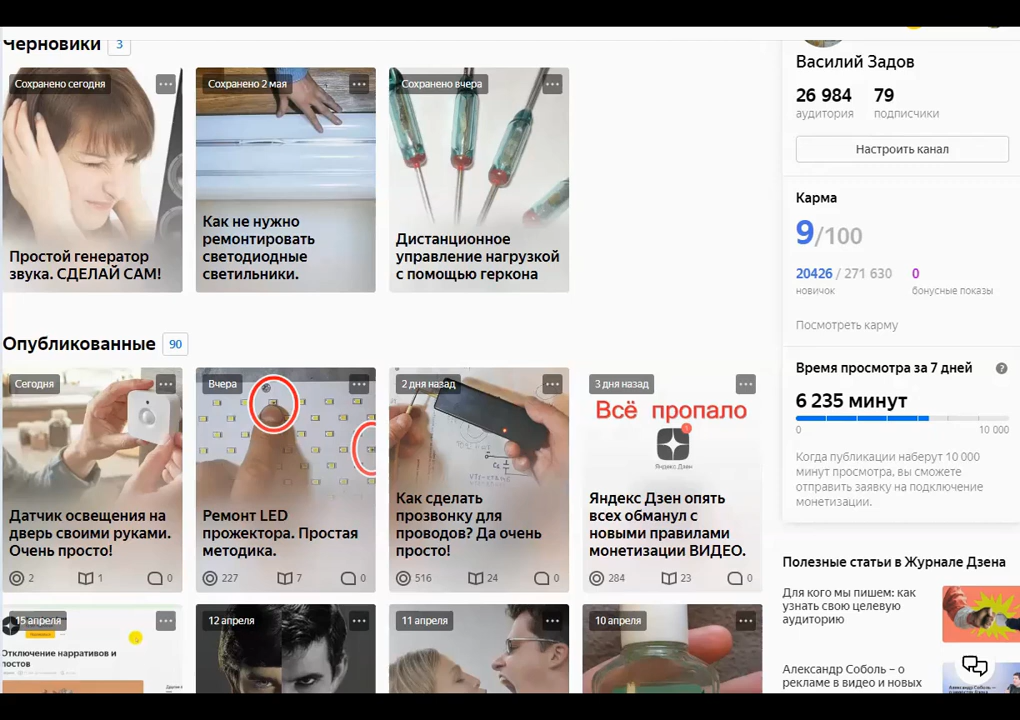 Черновики 3
Сохранено сегодня
Простой генератор
звука. СДЕЛАЙ САМ!
Сохранено 2 мая
Как не нужно
ремонтировать
светодиодные
светильники.
Сохранено вчера
Дистанционное
управление нагрузкой
с помощью геркона
Опубликованные 90
Сегодня
Датчик освещения на
дверь своими руками.
Очень просто!
2 1 0
Вчера
Ремонт LED
прожектора. Простая
методика.
227 7 0
2 дня назад
Как сделать
прозвонку для
проводов? Да очень
просто!
516 24 0
3 дня назад
Всё пропало
Яндекс Дзен
Яндекс Дзен опять
всех обманул с
новыми правилами
монетизации ВИДЕО.
284 23 0
15 апреля
Отключение нарративов и
постов
12 апреля
11 апреля
10 апреля
Василий Задов
26 984 79
аудитория подписчики
Настроить канал
Карма
9/100
20426 / 271 630 0
новичок бонусные показы
Посмотреть карму
Время просмотра за 7 дней ?
6 235 минут
0 10 000
Когда публикации наберут 10 000
минут просмотра, вы сможете
отправить заявку на подключение
монетизации.
Полезные статьи в Журнале Дзена
Для кого мы пишем: как
узнать свою целевую
аудиторию
Александр Соболь – о
рекламе в видео и новых